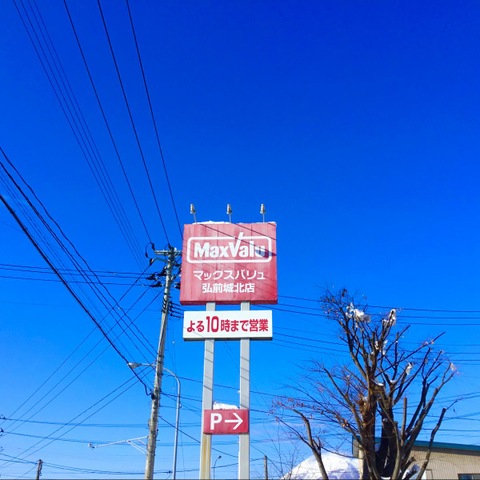 MaxValu
マックスバリュ
弘前城北店
よる10時まで営業
P→